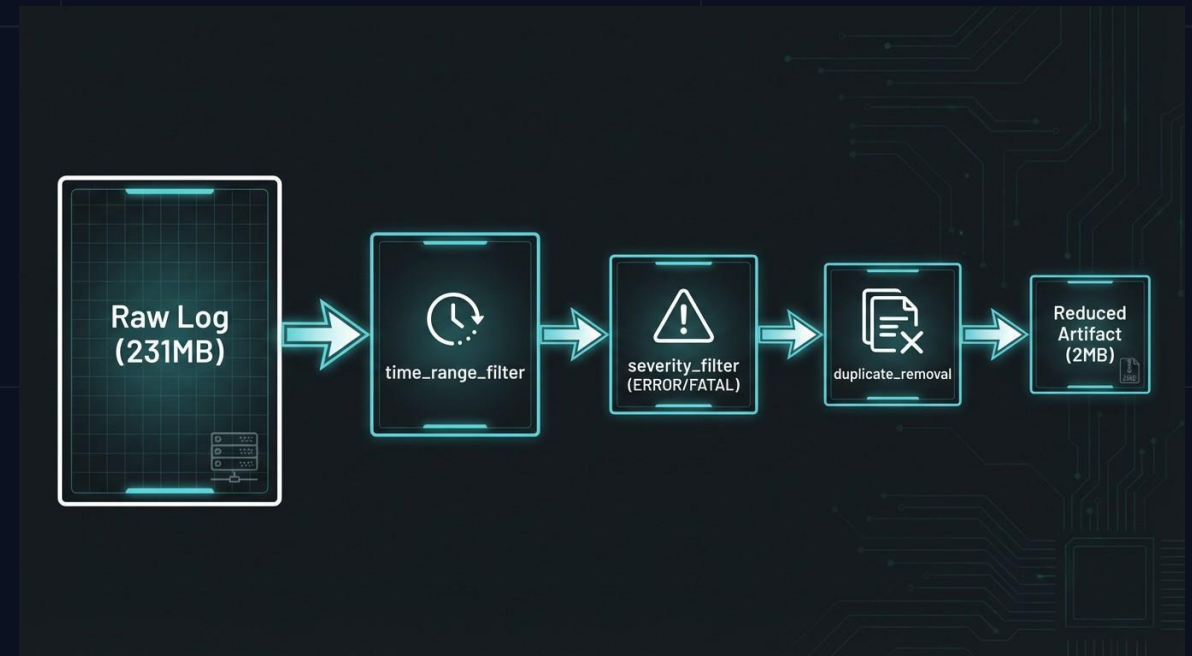 Raw Log
(231MB)
time_range_filter
severity_filter
(ERROR/FATAL)
duplicate_removal
Reduced
Artifact
(2MB)